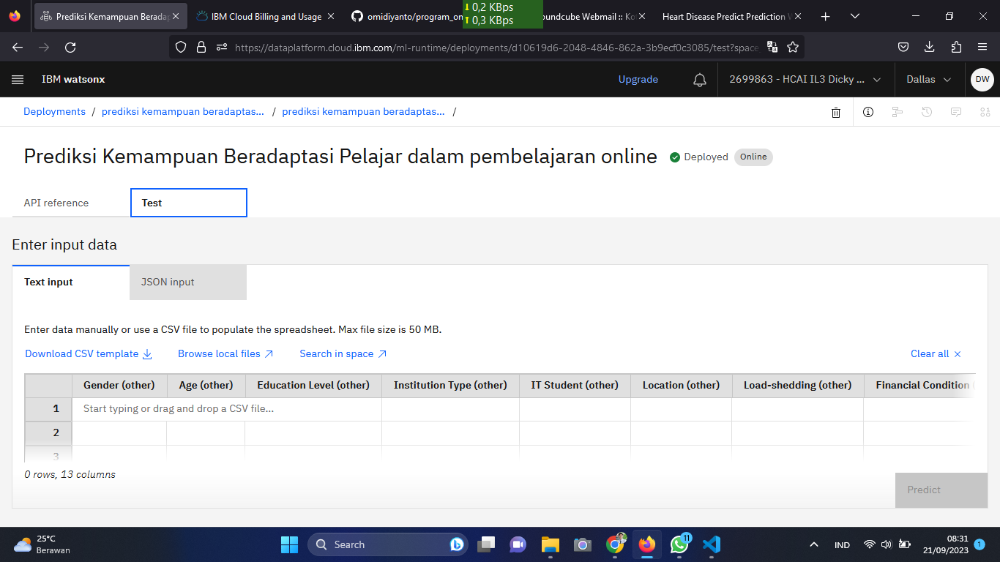 Prediksi Kemampuan Beradap
IBM Cloud Billing and Usage
omidiyanto/program_on
0,2 KBps
0,3 KBps
oundcube Webmail :: Ko
Heart Disease Predict Prediction W
https://dataplatform.cloud.ibm.com/ml-runtime/deployments/d10619d6-2048-4846-862a-3b9ecf0c3085/test?space
IBM watsonx
Upgrade
2699863 - HCAI IL3 Dicky ...
Dallas
DW
Deployments / prediksi kemampuan beradaptas... / prediksi kemampuan beradaptas... /
Prediksi Kemampuan Beradaptasi Pelajar dalam pembelajaran online
Deployed
Online
API reference
Test
Enter input data
Text input
JSON input
Enter data manually or use a CSV file to populate the spreadsheet. Max file size is 50 MB.
Download CSV template
Browse local files
Search in space
Clear all
Gender (other) Age (other) Education Level (other) Institution Type (other) IT Student (other) Location (other) Load-shedding (other) Financial Condition (
1 Start typing or drag and drop a CSV file...
2
3
0 rows, 13 columns
Predict
25°C
Berawan
Search
11
IND
08:31
21/09/2023
1